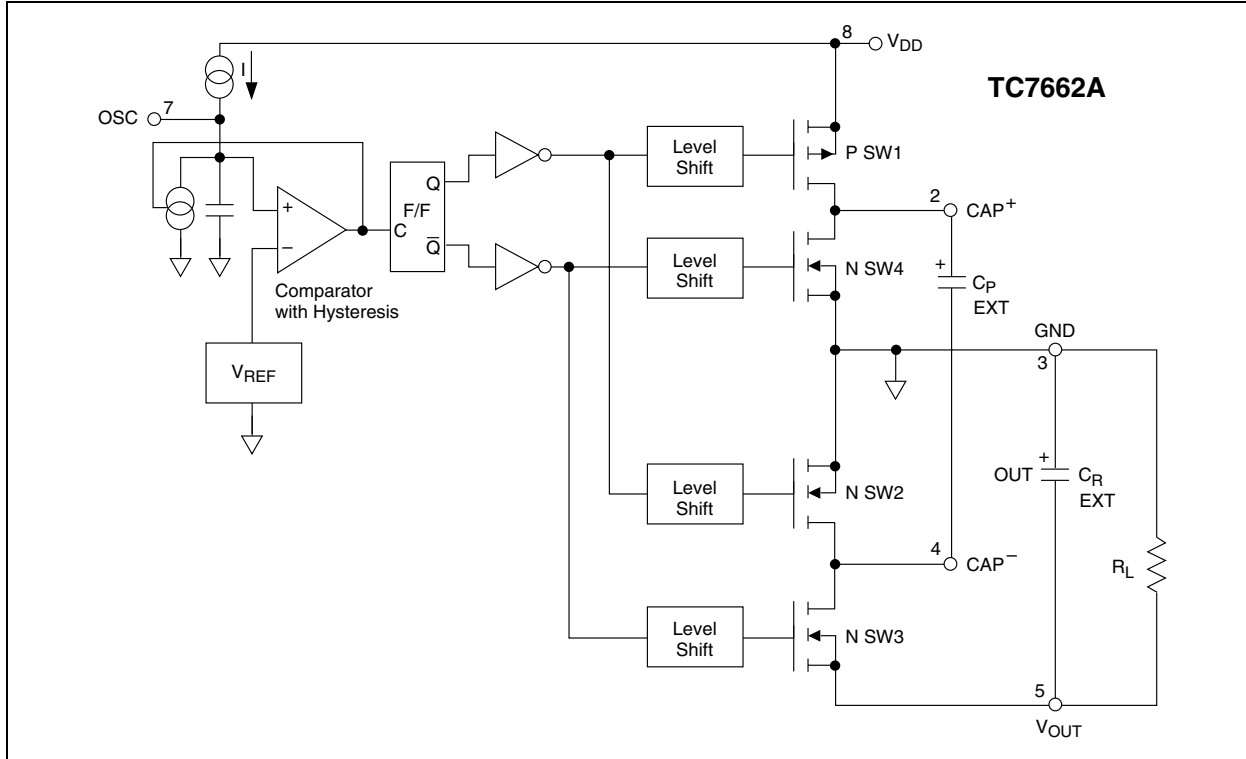 8
V_DD
TC7662A
I
7
OSC
Level
Shift
P SW1
2
CAP⁺
Q
F/F
C
Q̅
+
−
Level
Shift
N SW4
+
C_P
EXT
Comparator
with Hysteresis
GND
3
V_REF
Level
Shift
N SW2
+
OUT
C_R
EXT
4
CAP⁻
R_L
Level
Shift
N SW3
5
V_OUT